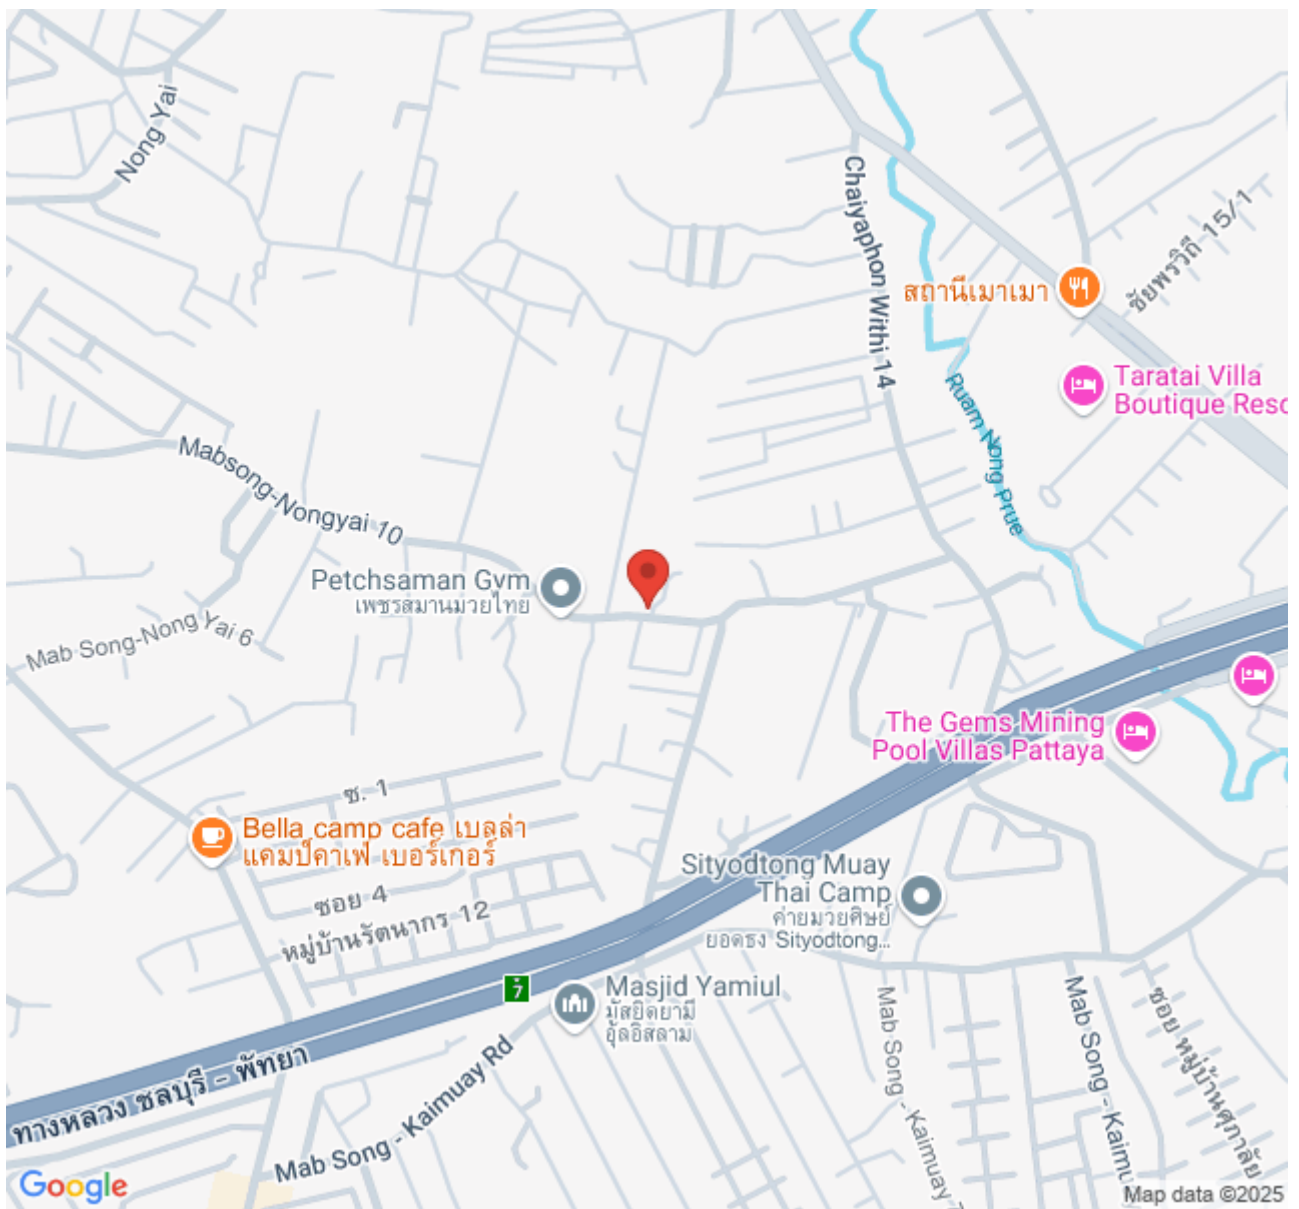 Nong Yai
Chaiyaphon Withi 14
ชัยพรวิถี 15/1
สถานีเมาเมา
Taratai Villa
Boutique Reso
Ruam Nong Prue
Mabsong-Nongyai 10
Petchsaman Gym
เพชรสมานมวยไทย
Mab Song-Nong Yai 6
The Gems Mining
Pool Villas Pattaya
ซ. 1
Bella camp cafe เบลล่า
แคมป์คาเฟ่ เบอร์เกอร์
ซอย 4
หมู่บ้านรัตนากร 12
Sityodtong Muay
Thai Camp
ค่ายมวยศิษย์
ยอดธง Sityodtong...
7
Masjid Yamiul
มัสยิดยามี
อุ้ลอิสลาม
ทางหลวง ชลบุรี - พัทยา
Mab Song - Kaimuay Rd
Mab Song - Kaimuay 7
Mab Song - Kaimu
ซอย หมู่บ้านศุภาลัย
Google
Map data ©2025